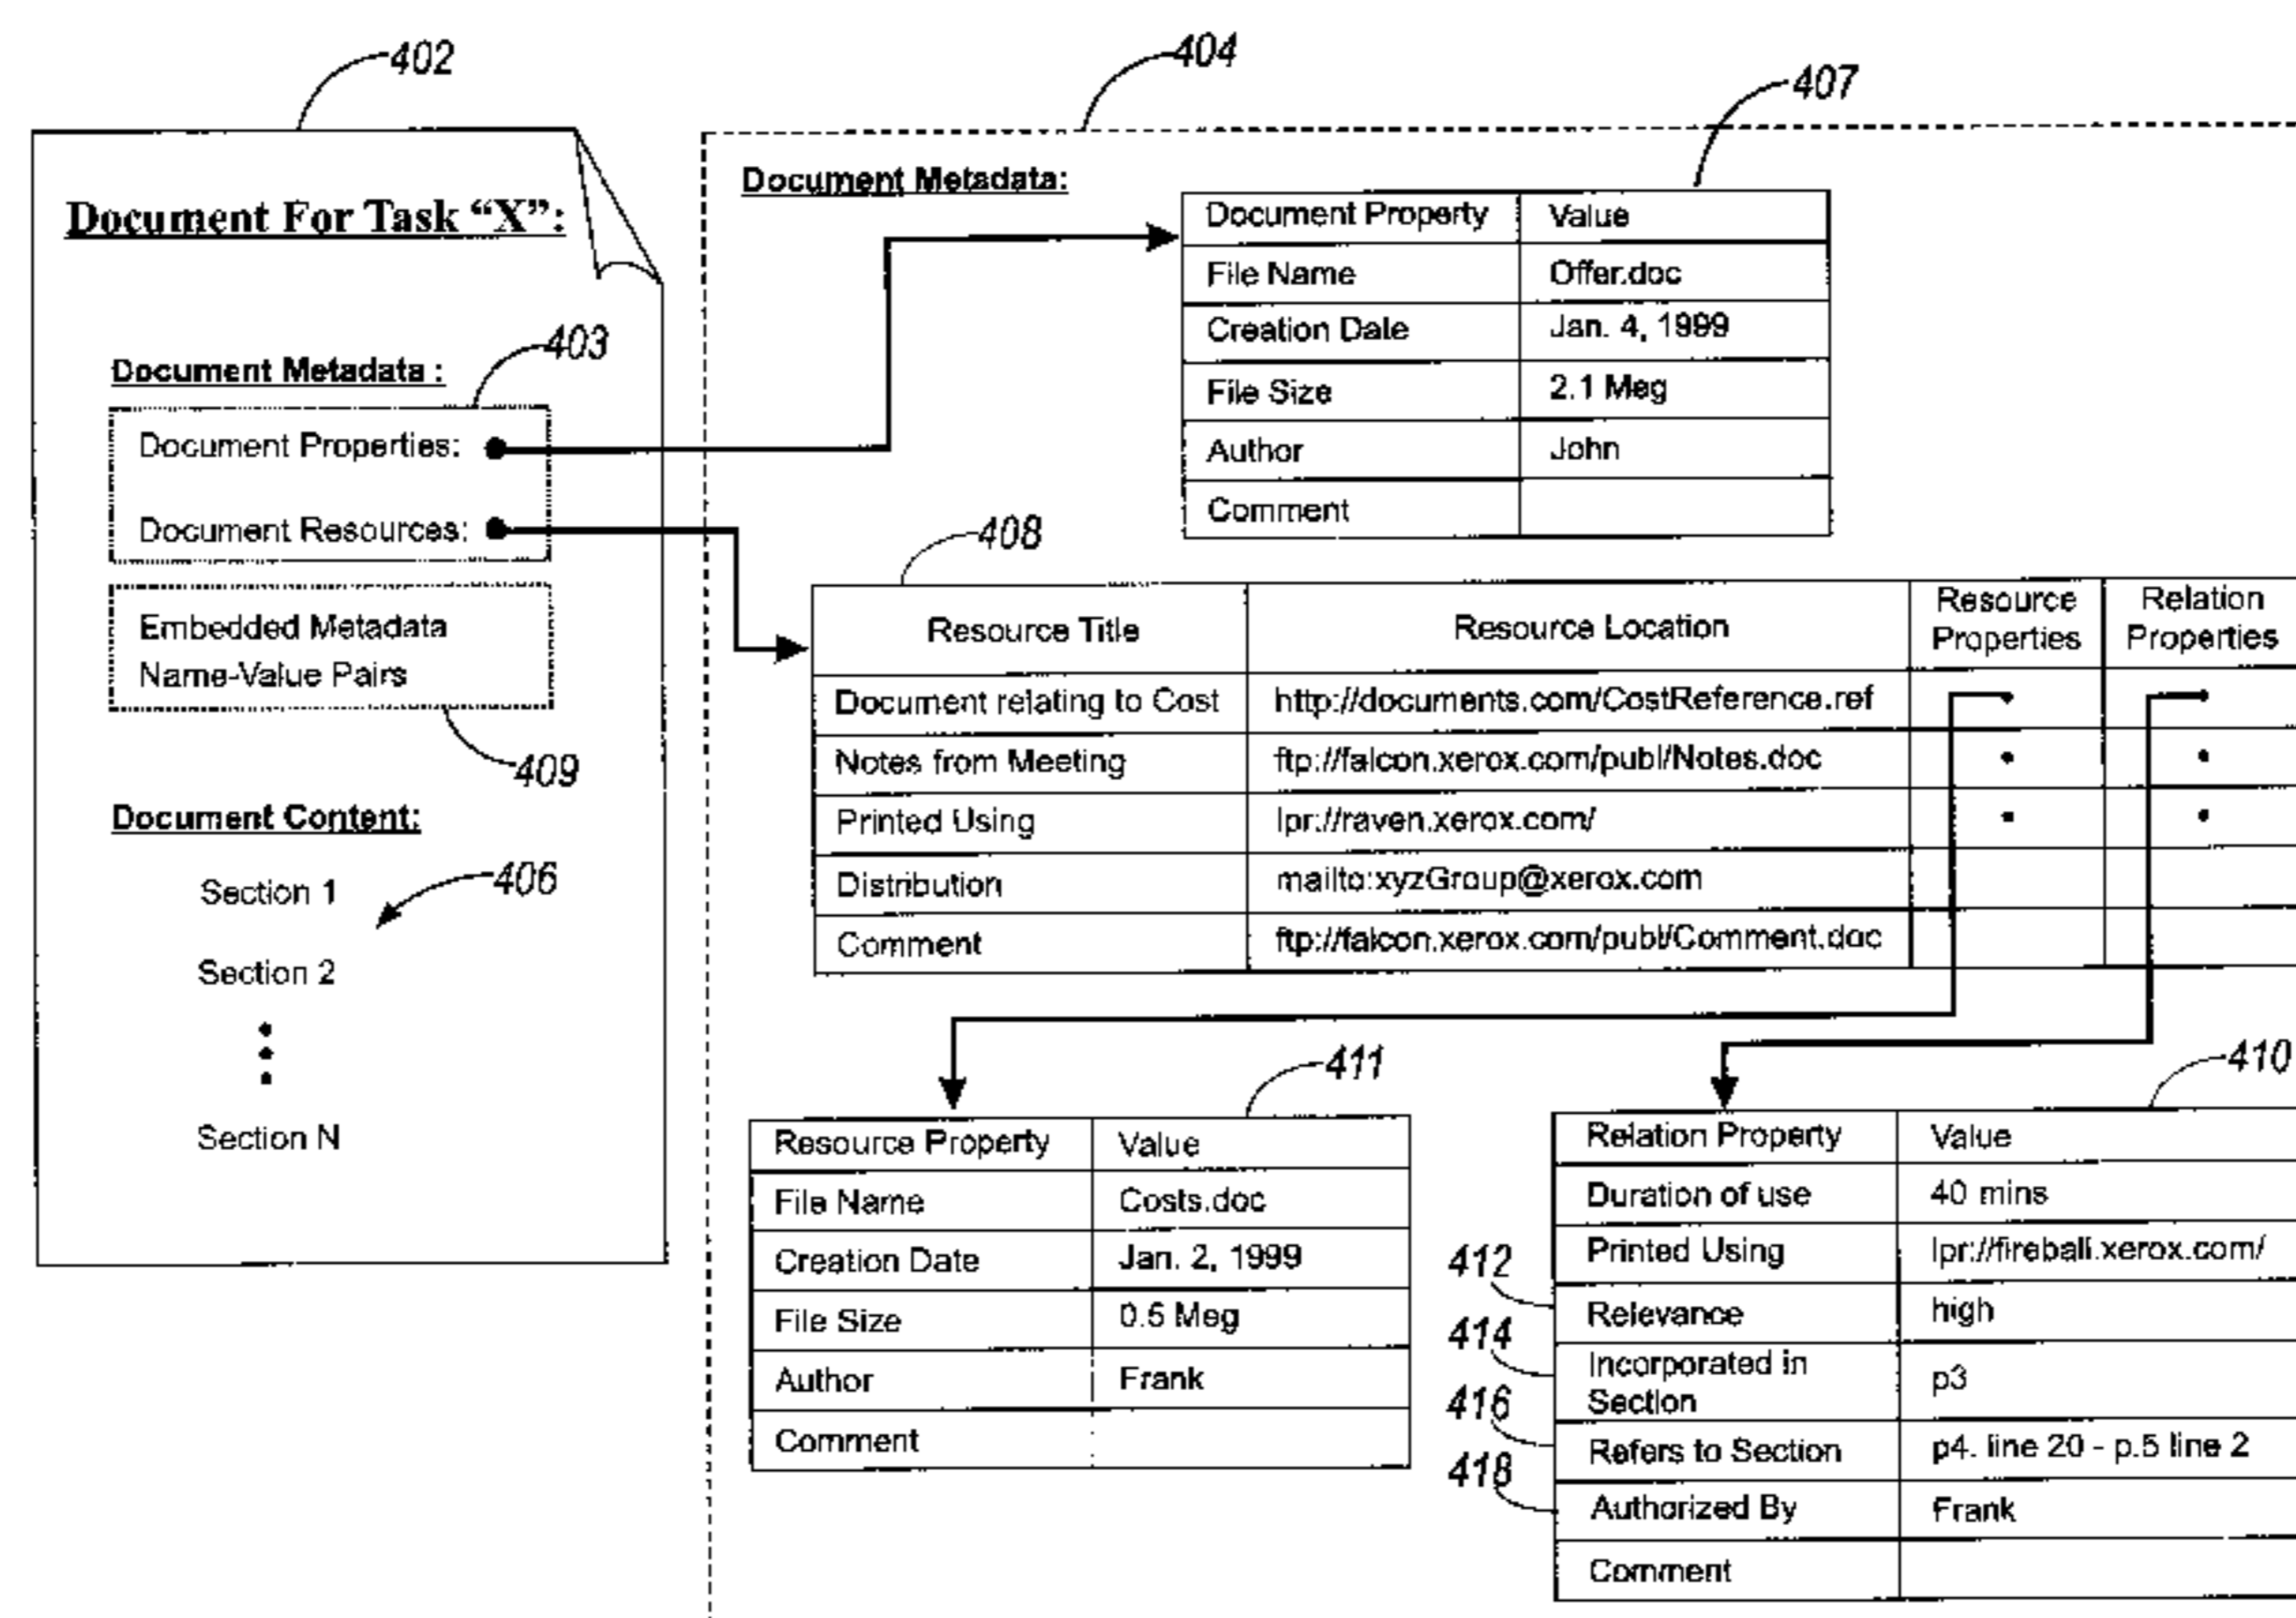 402
404
407
Document For Task “X”:
403
Document Metadata :
Document Properties:
Document Resources:
Embedded Metadata
Name-Value Pairs
409
Document Content:
406
Section 1
Section 2
Section N
Document Metadata:
Document Property Value
File Name Offer.doc
Creation Date Jan. 4, 1999
File Size 2.1 Meg
Author John
Comment
408
Resource Title Resource Location Resource Properties Relation Properties
Document relating to Cost http://documents.com/CostReference.ref
Notes from Meeting ftp://falcon.xerox.com/publ/Notes.doc
Printed Using lpr://raven.xerox.com/
Distribution mailto:xyzGroup@xerox.com
Comment ftp://falcon.xerox.com/publ/Comment.doc
411
Resource Property Value
File Name Costs.doc
Creation Date Jan. 2, 1999
File Size 0.5 Meg
Author Frank
Comment
410
Relation Property Value
Duration of use 40 mins
Printed Using lpr://fireball.xerox.com/
412
Relevance high
414
Incorporated in
Section p3
416
Refers to Section p4. line 20 - p.5 line 2
418
Authorized By Frank
Comment